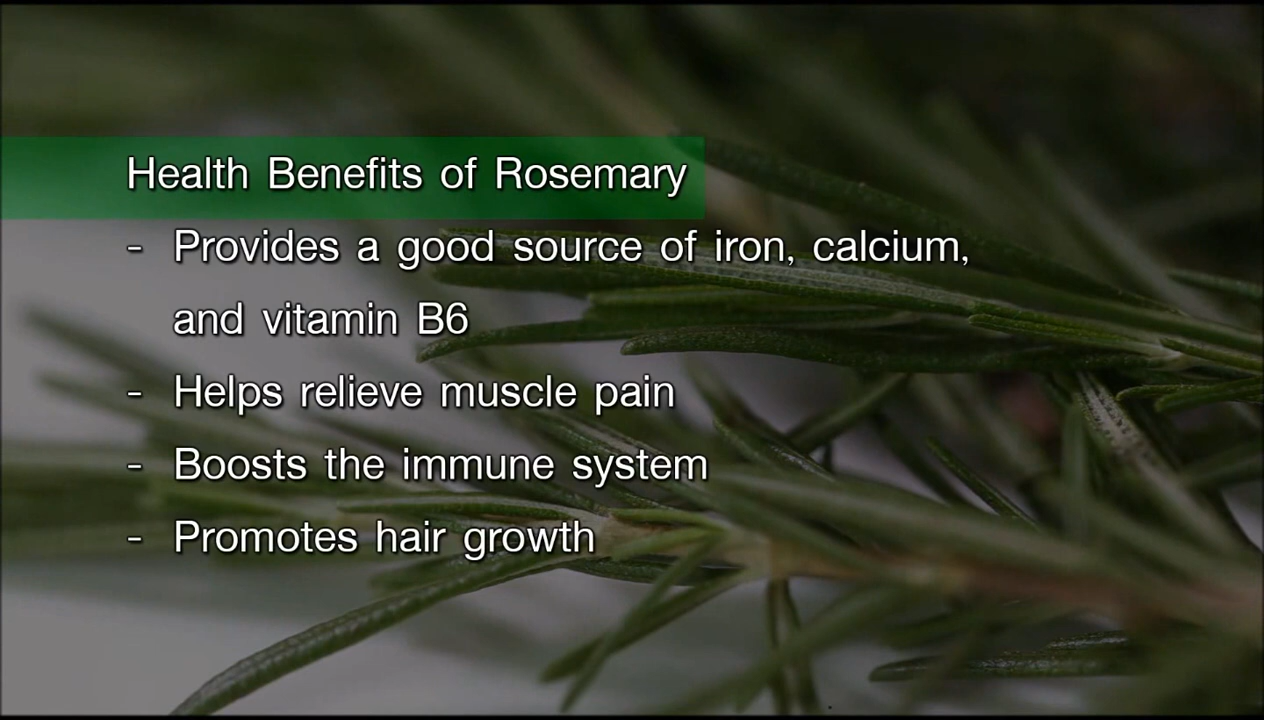 Health Benefits of Rosemary
- Provides a good source of iron, calcium,
and vitamin B6
- Helps relieve muscle pain
- Boosts the immune system
- Promotes hair growth